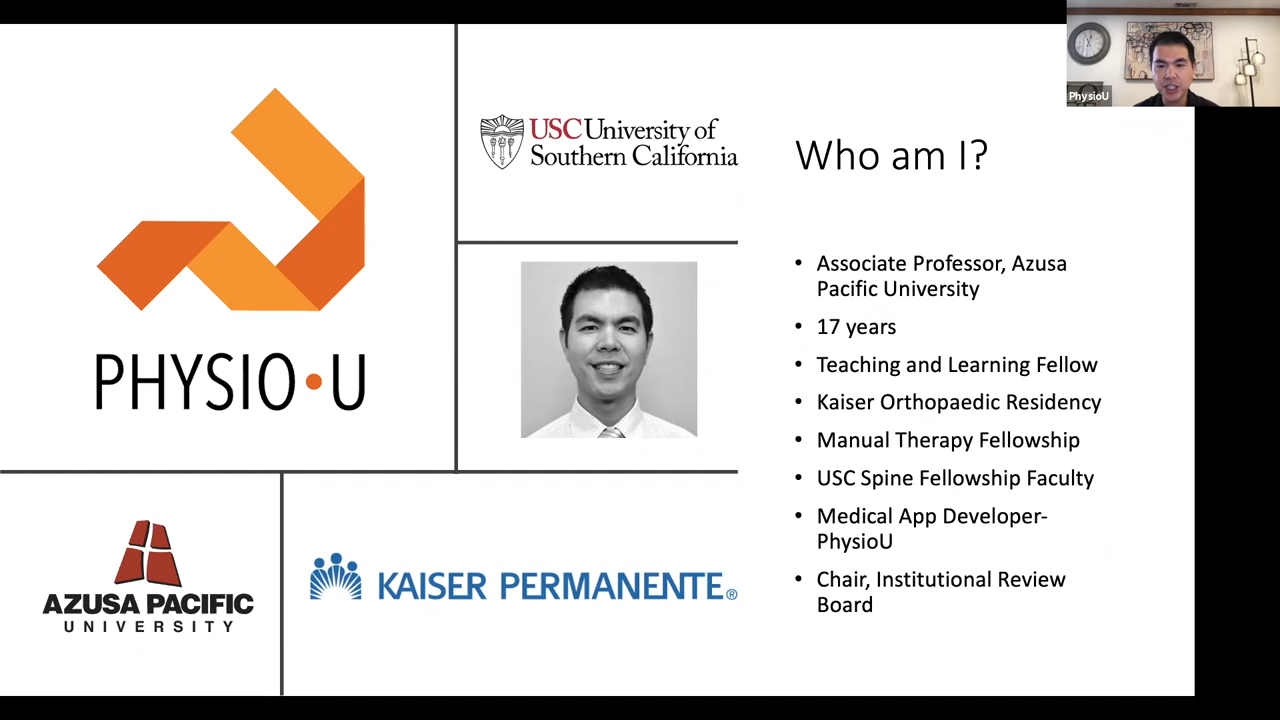 PHYSIO•U
USC University of
Southern California
AZUSA PACIFIC
UNIVERSITY
KAISER PERMANENTE®
PhysioU
Who am I?
• Associate Professor, Azusa
Pacific University
• 17 years
• Teaching and Learning Fellow
• Kaiser Orthopaedic Residency
• Manual Therapy Fellowship
• USC Spine Fellowship Faculty
• Medical App Developer-
PhysioU
• Chair, Institutional Review
Board